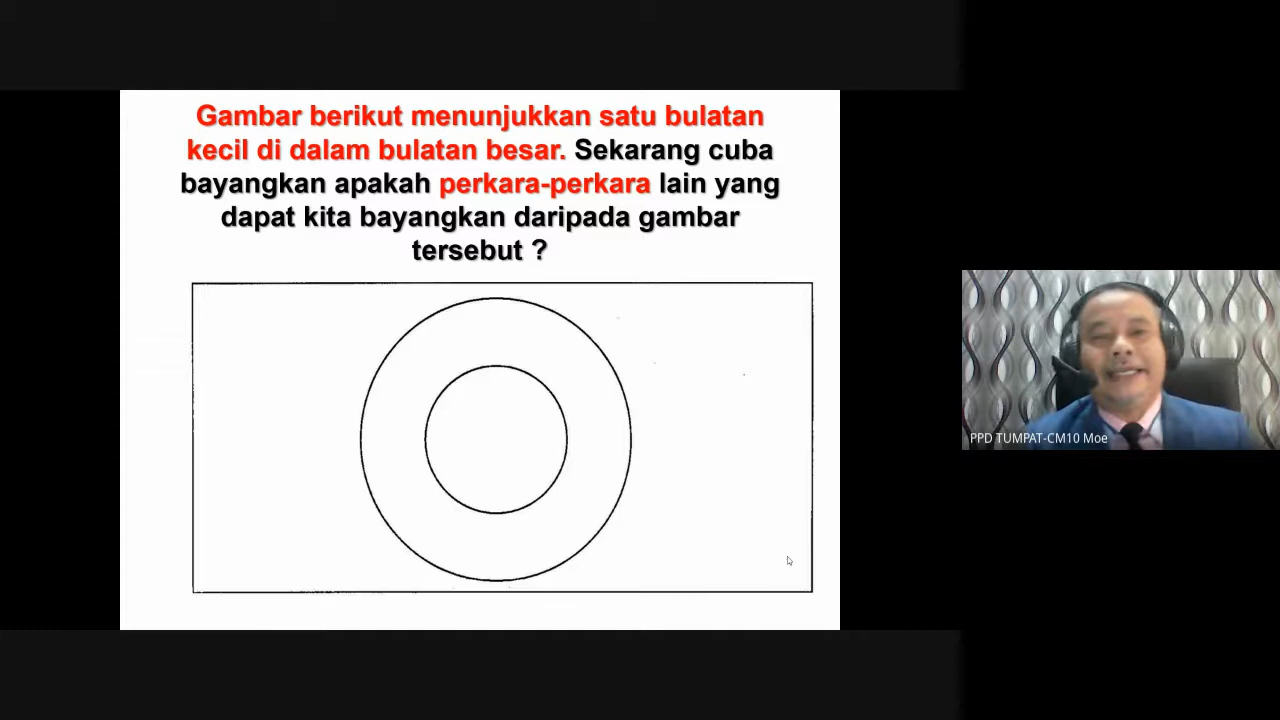 Gambar berikut menunjukkan satu bulatan
kecil di dalam bulatan besar. Sekarang cuba
bayangkan apakah perkara-perkara lain yang
dapat kita bayangkan daripada gambar
tersebut ?
PPD TUMPAT-CM10 Moe